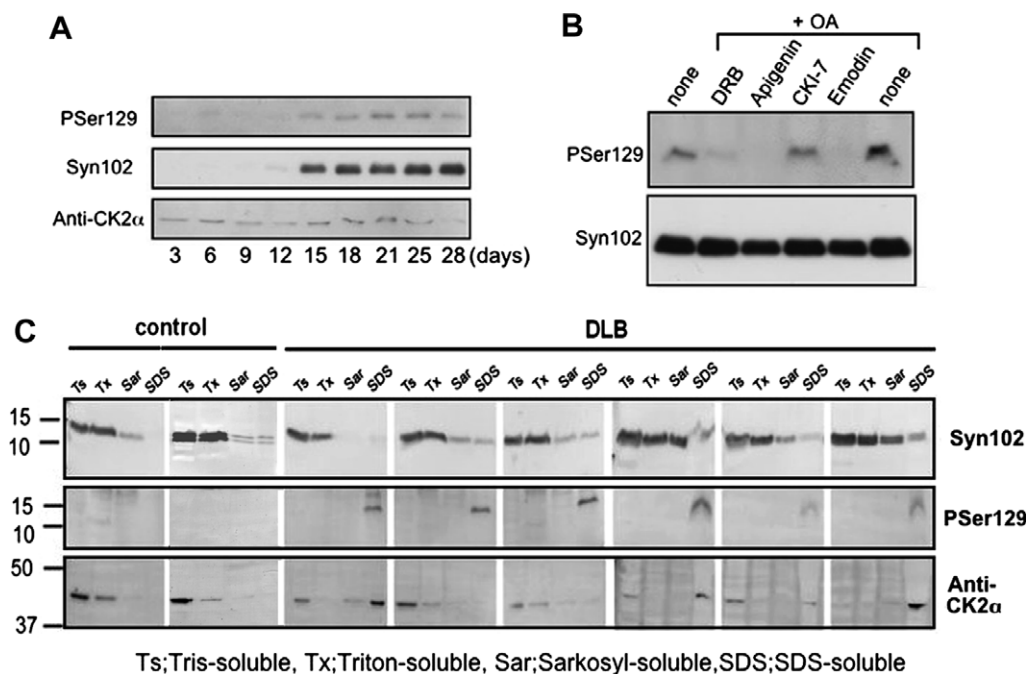 A
PSer129
Syn102
Anti-CK2α
3 6 9 12 15 18 21 25 28 (days)
B
+ OA
none DRB Apigenin CKI-7 Emodin none
PSer129
Syn102
C
control DLB
Ts Tx Sar SDS Ts Tx Sar SDS Ts Tx Sar SDS Ts Tx Sar SDS Ts Tx Sar SDS Ts Tx Sar SDS Ts Tx Sar SDS Ts Tx Sar SDS
15
10
Syn102
15
10
PSer129
50
37
Anti-
CK2α
Ts;Tris-soluble, Tx;Triton-soluble, Sar;Sarkosyl-soluble,SDS;SDS-soluble